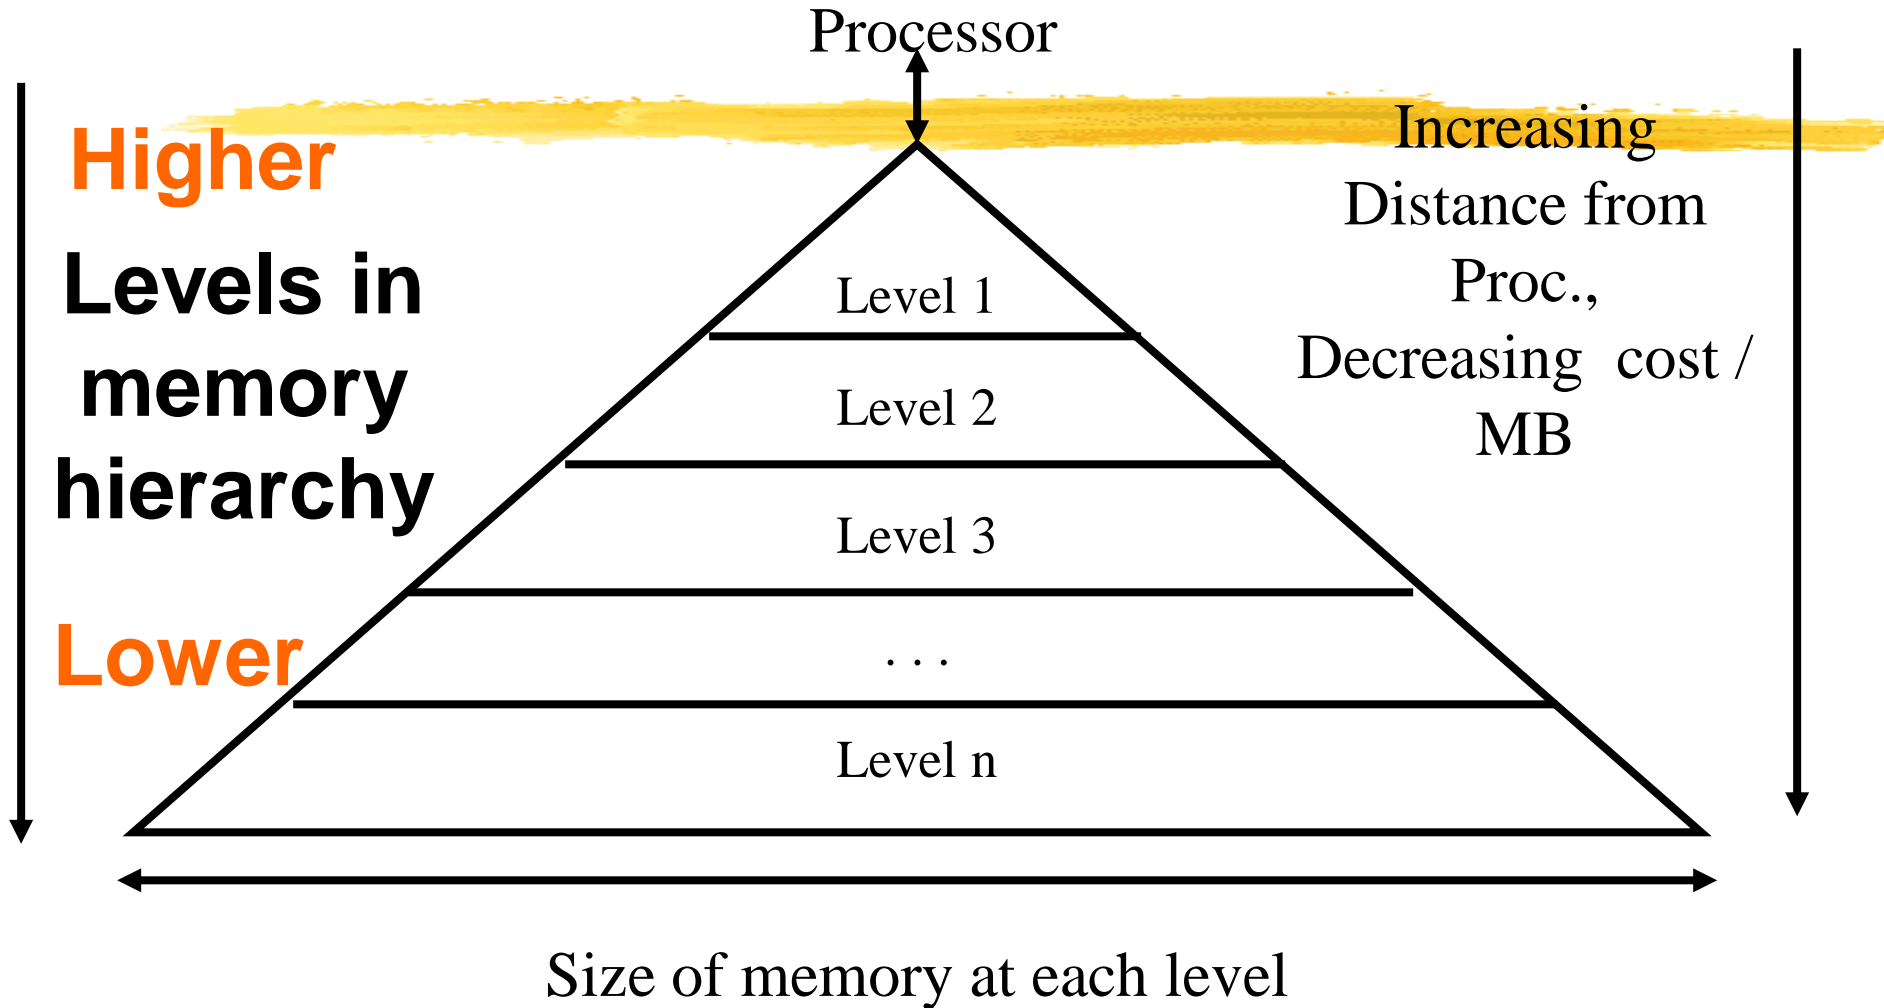 Processor
Higher
Levels in
memory
hierarchy
Lower
Level 1
Level 2
Level 3
. . .
Level n
Increasing
Distance from
Proc.,
Decreasing cost /
MB
Size of memory at each level